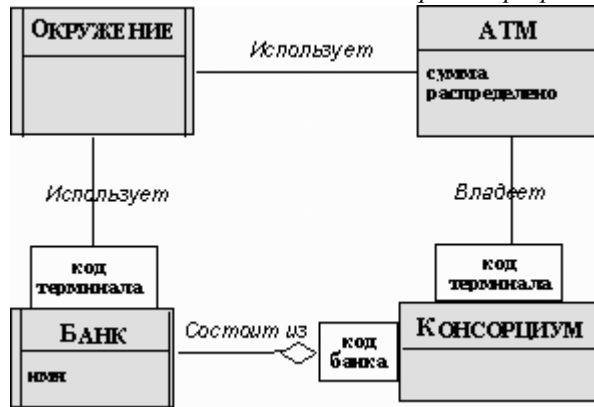 ОКРУЖЕНИЕ
Использует
АТМ
сумма
распределено
Использует
Владеет
код
терминала
код
терминала
БАНК
имя
Состоит из
код
банка
КОНСОРЦИУМ